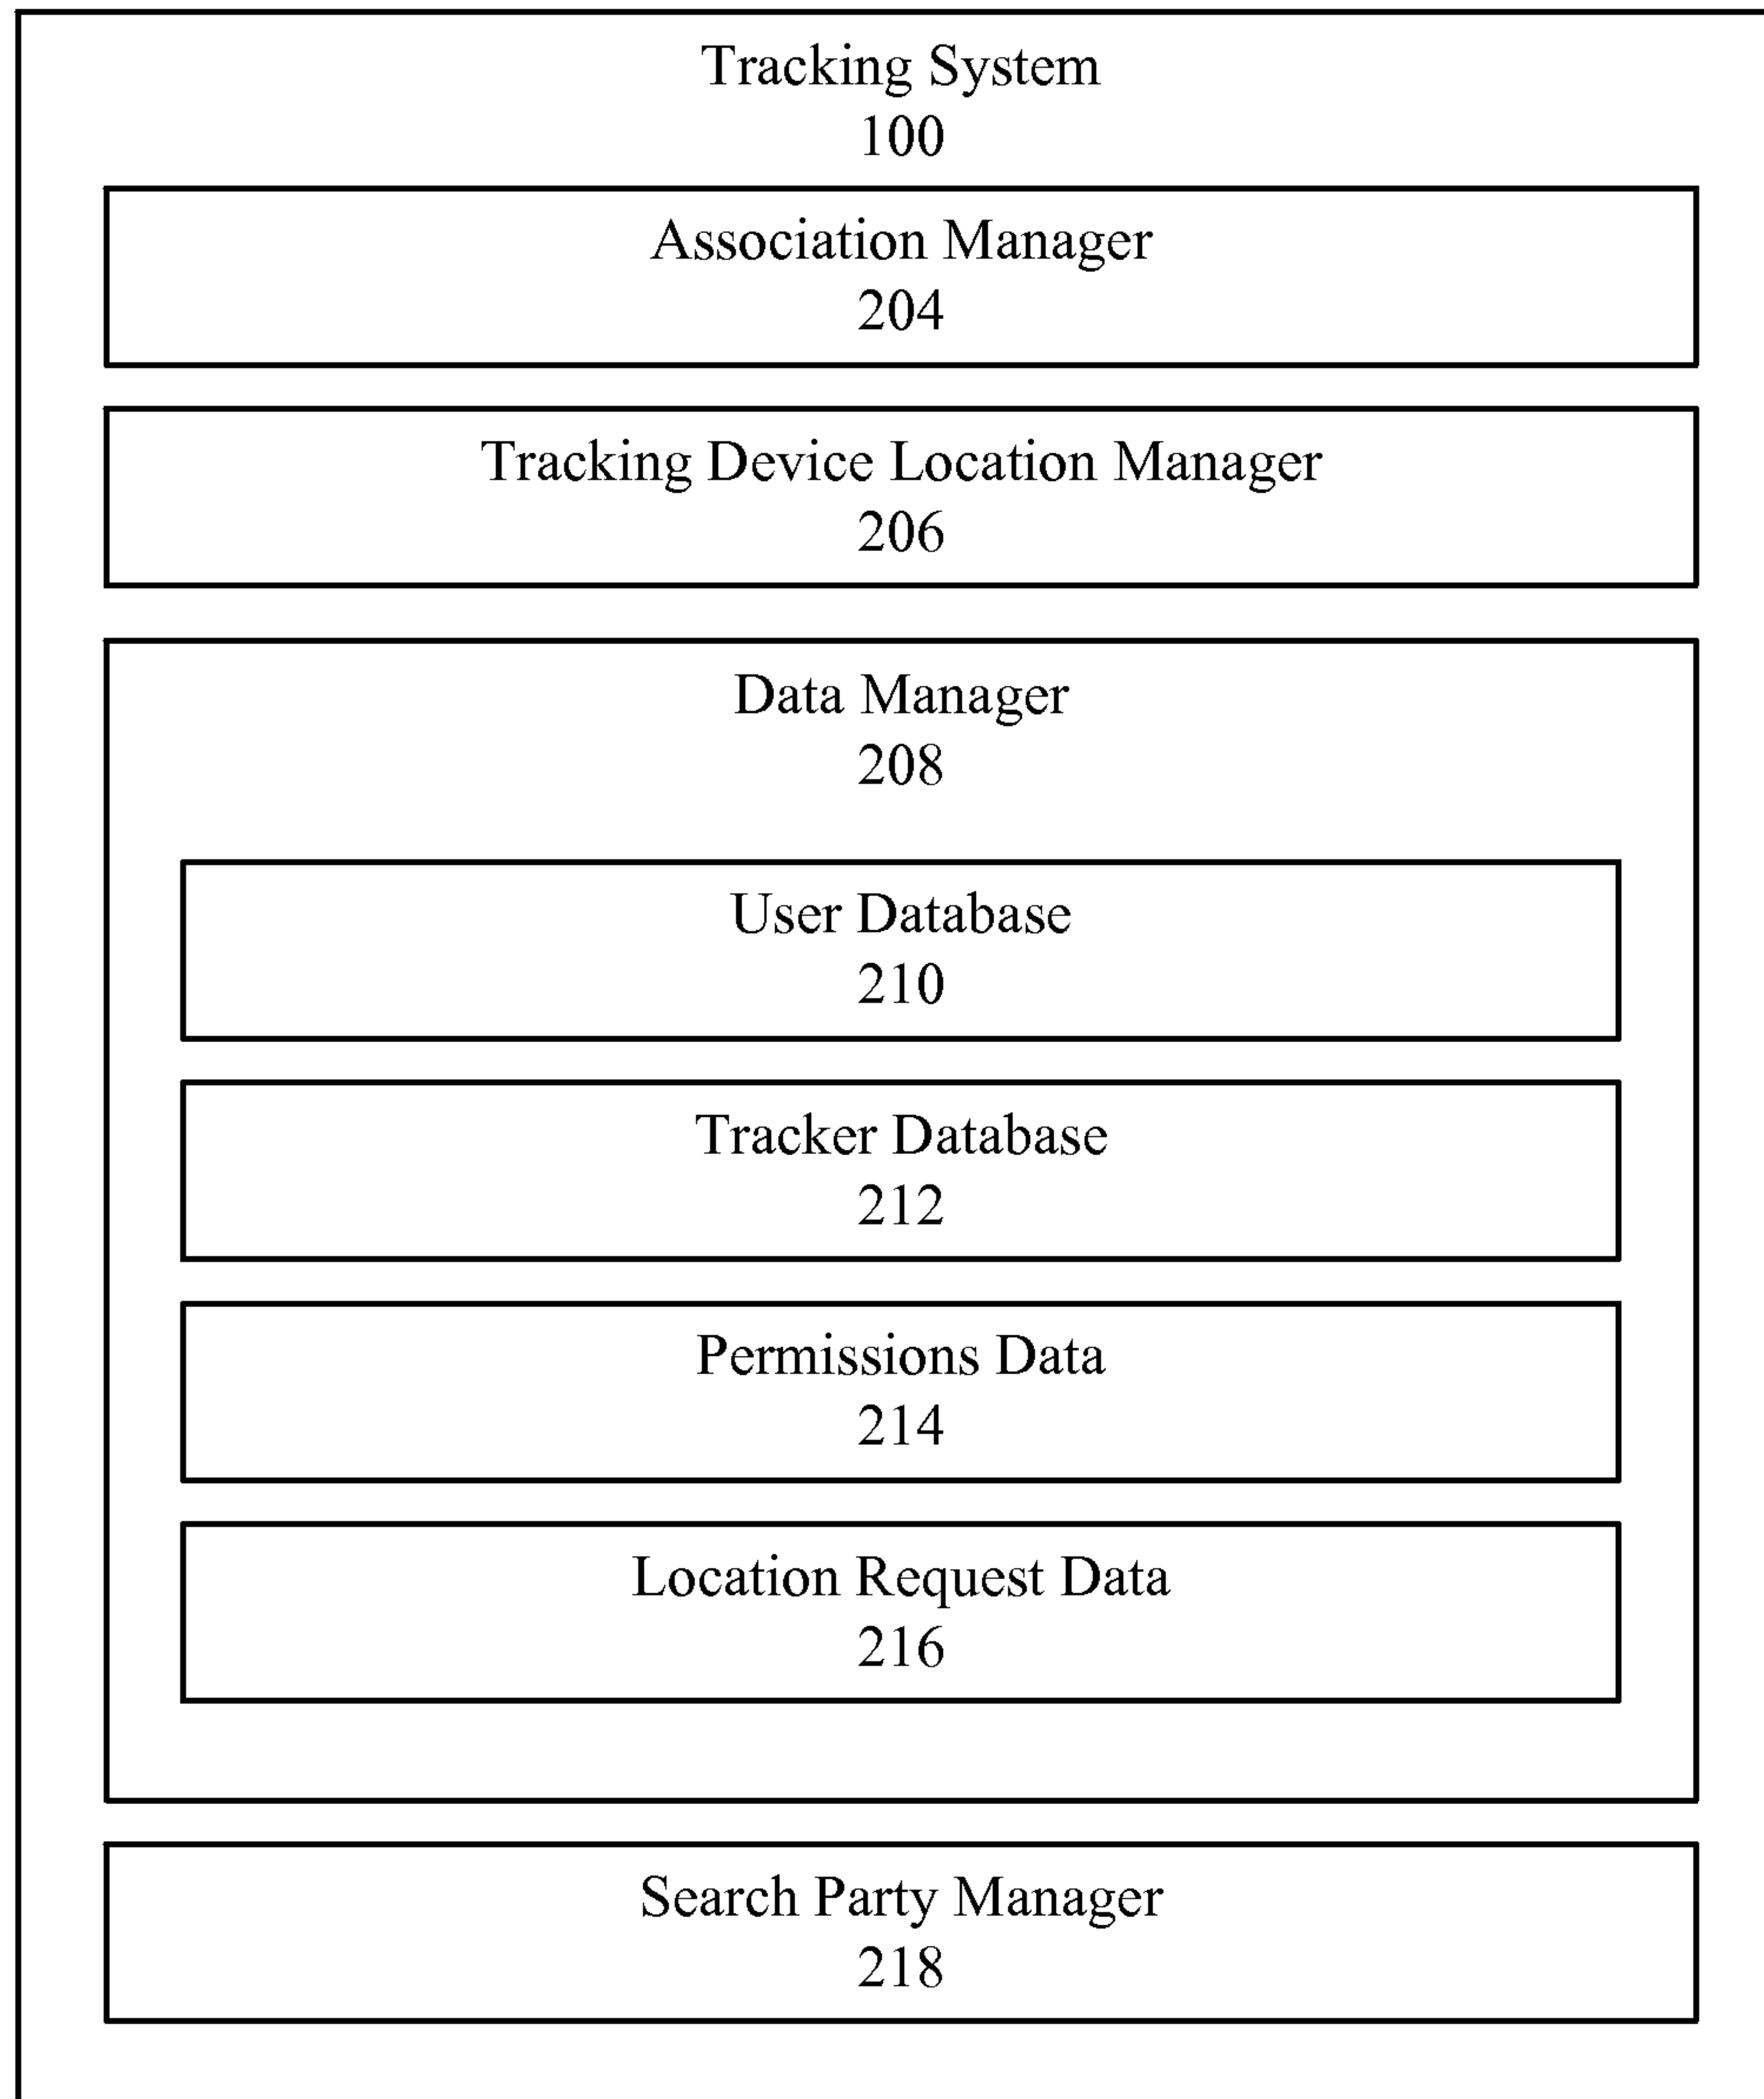 Tracking System
100
Association Manager
204
Tracking Device Location Manager
206
Data Manager
208
User Database
210
Tracker Database
212
Permissions Data
214
Location Request Data
216
Search Party Manager
218